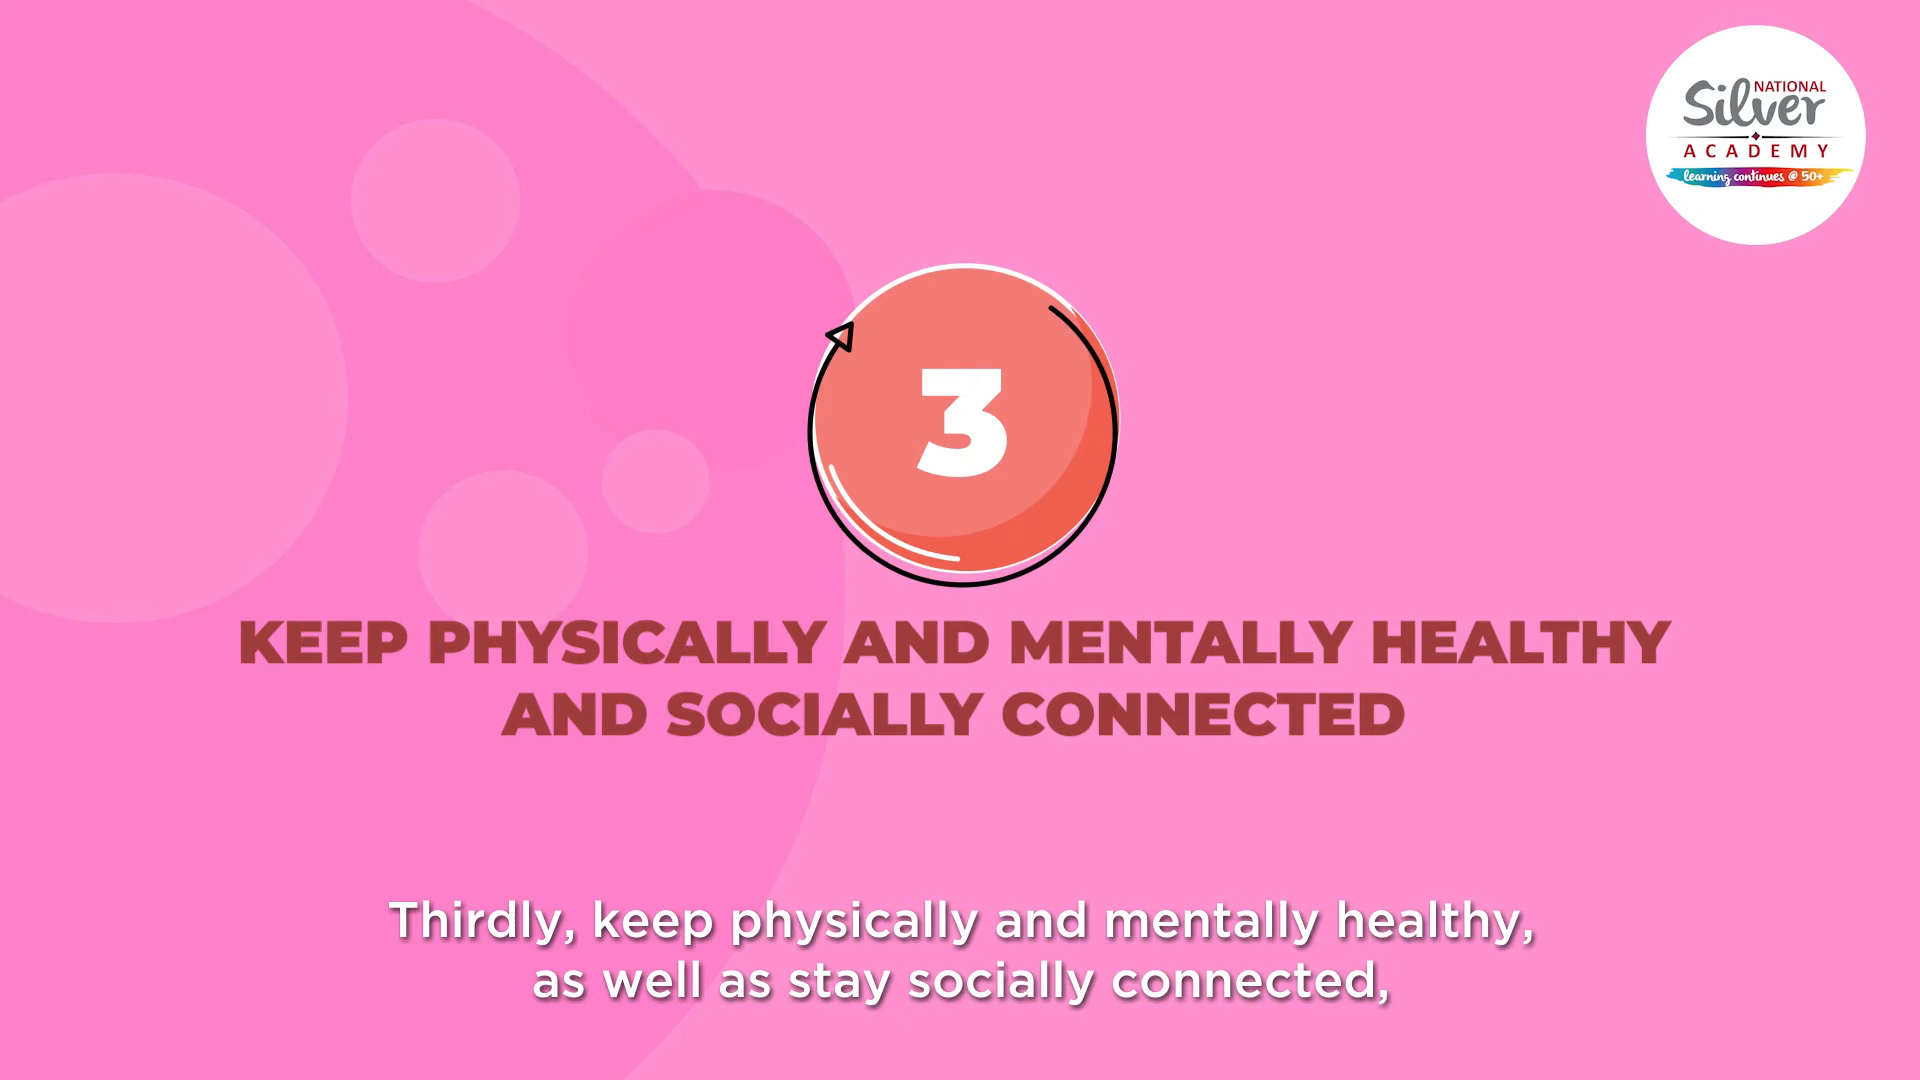 NATIONAL
Silver
ACADEMY
learning continues @ 50+
3
KEEP PHYSICALLY AND MENTALLY HEALTHY
AND SOCIALLY CONNECTED
Thirdly, keep physically and mentally healthy,
as well as stay socially connected,